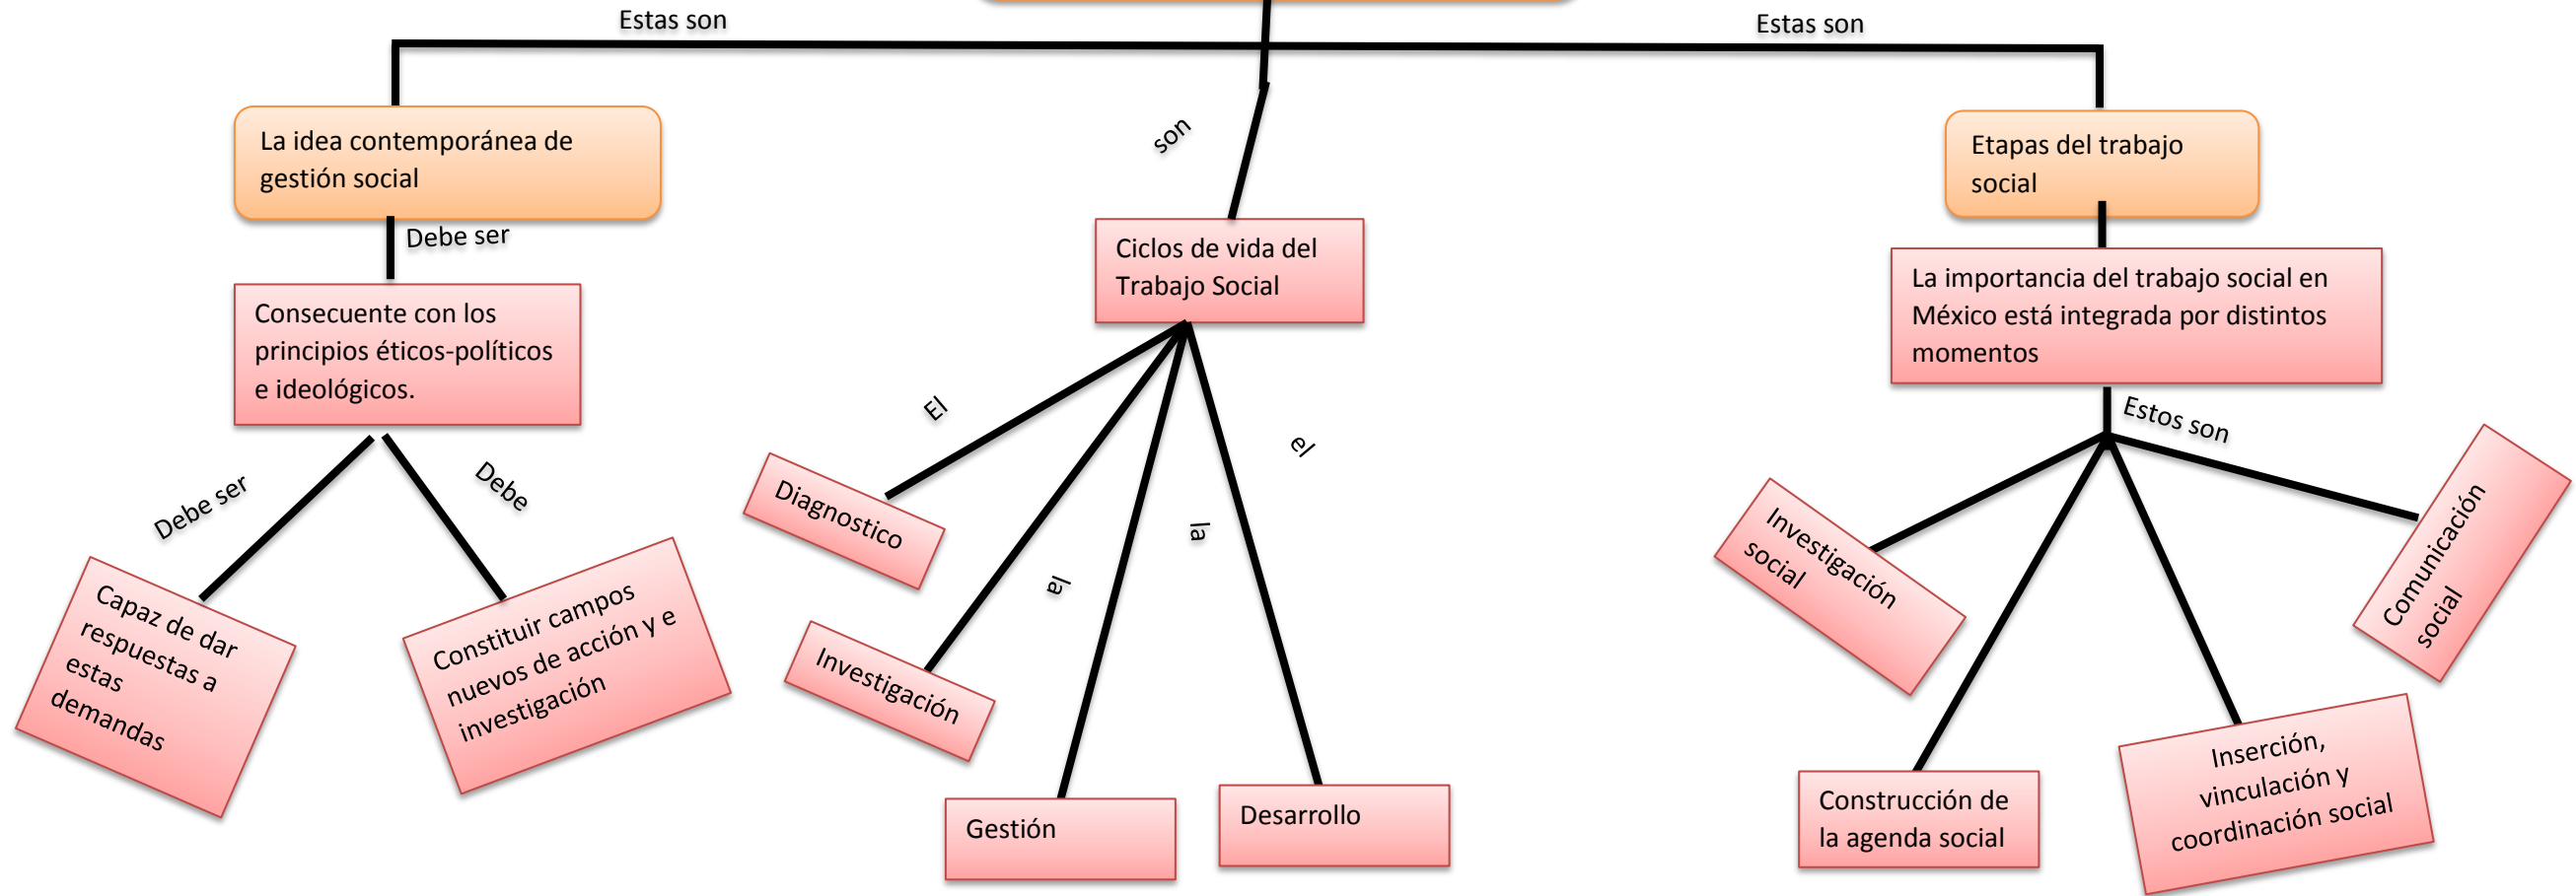 Estas son
Estas son
La idea contemporánea de
gestión social
Debe ser
Consecuente con los
principios éticos-políticos
e ideológicos.
Debe ser
Debe
Capaz de dar
respuestas a
estas
demandas
Constituir campos
nuevos de acción y e
investigación
son
Ciclos de vida del
Trabajo Social
El
la
la
el
Diagnostico
Investigación
Gestión
Desarrollo
Etapas del trabajo
social
La importancia del trabajo social en
México está integrada por distintos
momentos
Estos son
Investigación
social
Construcción de
la agenda social
Inserción,
vinculación y
coordinación social
Comunicación
social